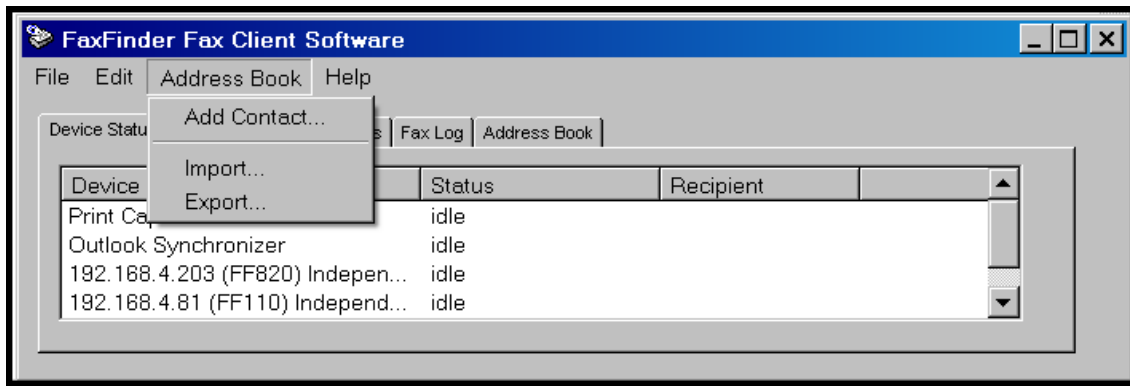 FaxFinder Fax Client Software
File Edit Address Book Help
Add Contact...
Import...
Export...
Device Statu s Fax Log Address Book
Device Status Recipient
Print Ca idle
Outlook Synchronizer idle
192.168.4.203 (FF820) Indepen... idle
192.168.4.81 (FF110) Independ... idle